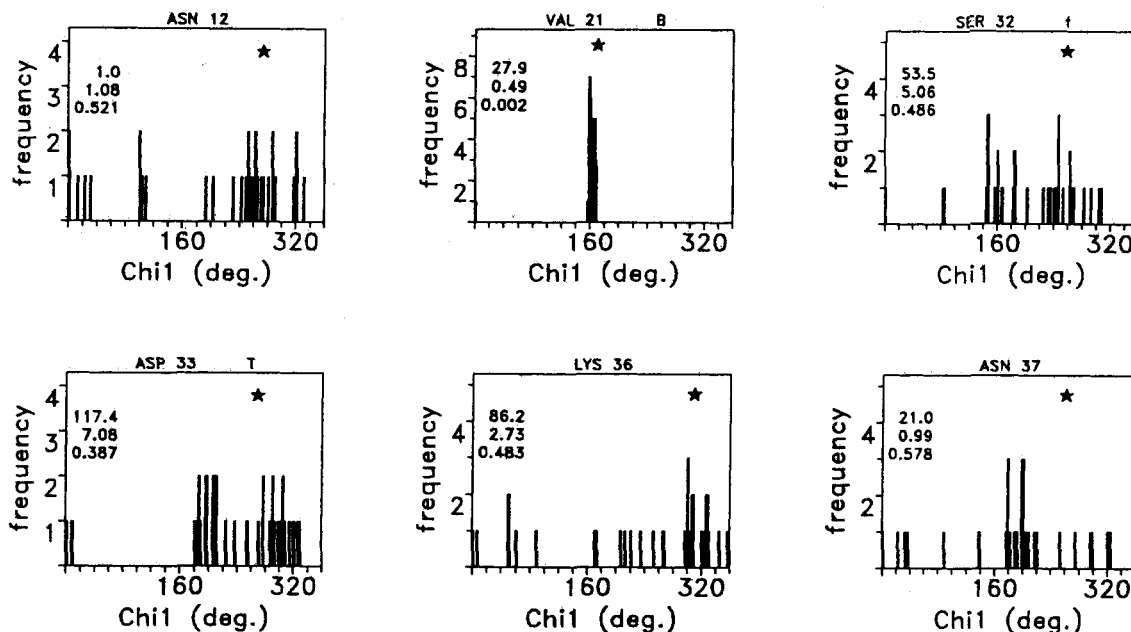 ASN 12
frequency
4
3
2
1
1.0
1.08
0.521
★
160 320
Chi1 (deg.)
VAL 21 B
frequency
8
6
4
2
27.9
0.49
0.002
★
160 320
Chi1 (deg.)
SER 32 f
frequency
4
2
53.5
5.06
0.486
★
160 320
Chi1 (deg.)
ASP 33 T
frequency
4
3
2
1
117.4
7.08
0.387
★
160 320
Chi1 (deg.)
LYS 36
frequency
4
2
86.2
2.73
0.483
★
160 320
Chi1 (deg.)
ASN 37
frequency
4
2
21.0
0.99
0.578
★
160 320
Chi1 (deg.)